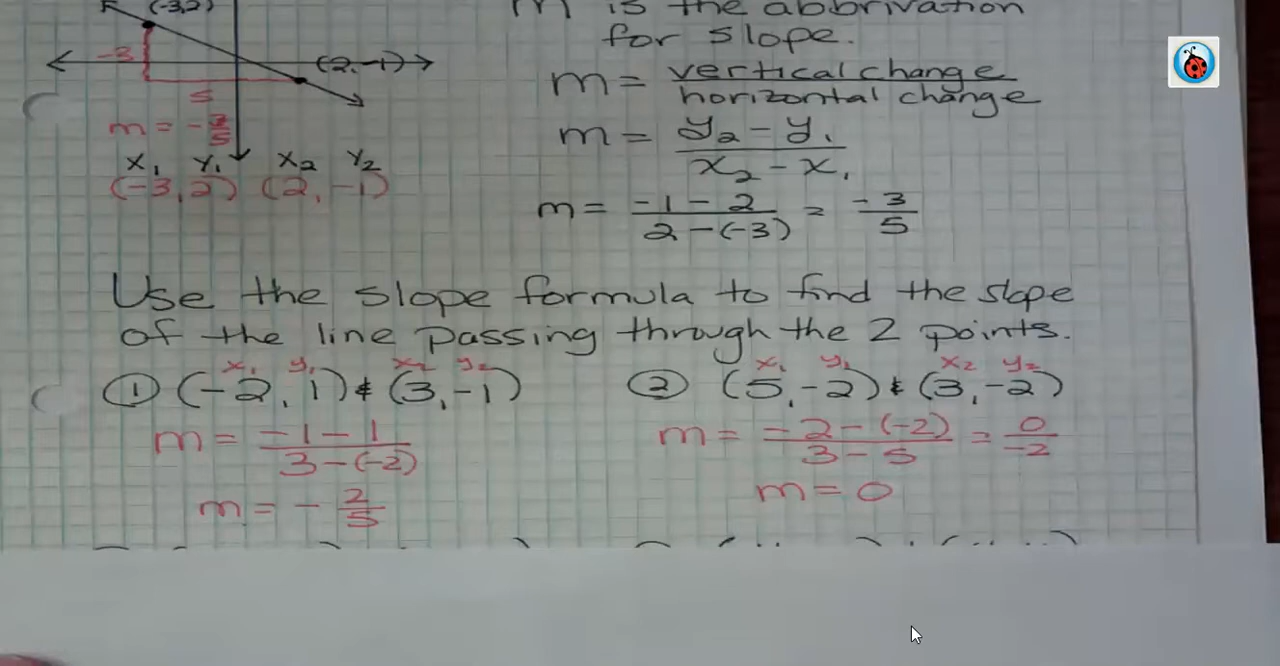 (-3,2)
m is the abbrivation
for slope.
-3
(2,-1)
5
m = -3/5
m = vertical change / horizontal change
m = y₂ - y₁ / x₂ - x₁
x₁ y₁ x₂ y₂
(-3, 2) (2, -1)
m = -1 - 2 / 2 - (-3) = -3 / 5
Use the slope formula to find the slope
of the line passing through the 2 points.
x₁ y₁ x₂ y₂
① (-2, 1) & (3, -1)
m = -1 - 1 / 3 - (-2)
m = - 2/5
x₁ y₁ x₂ y₂
② (5, -2) & (3, -2)
m = -2 - (-2) / 3 - 5 = 0 / -2
m = 0